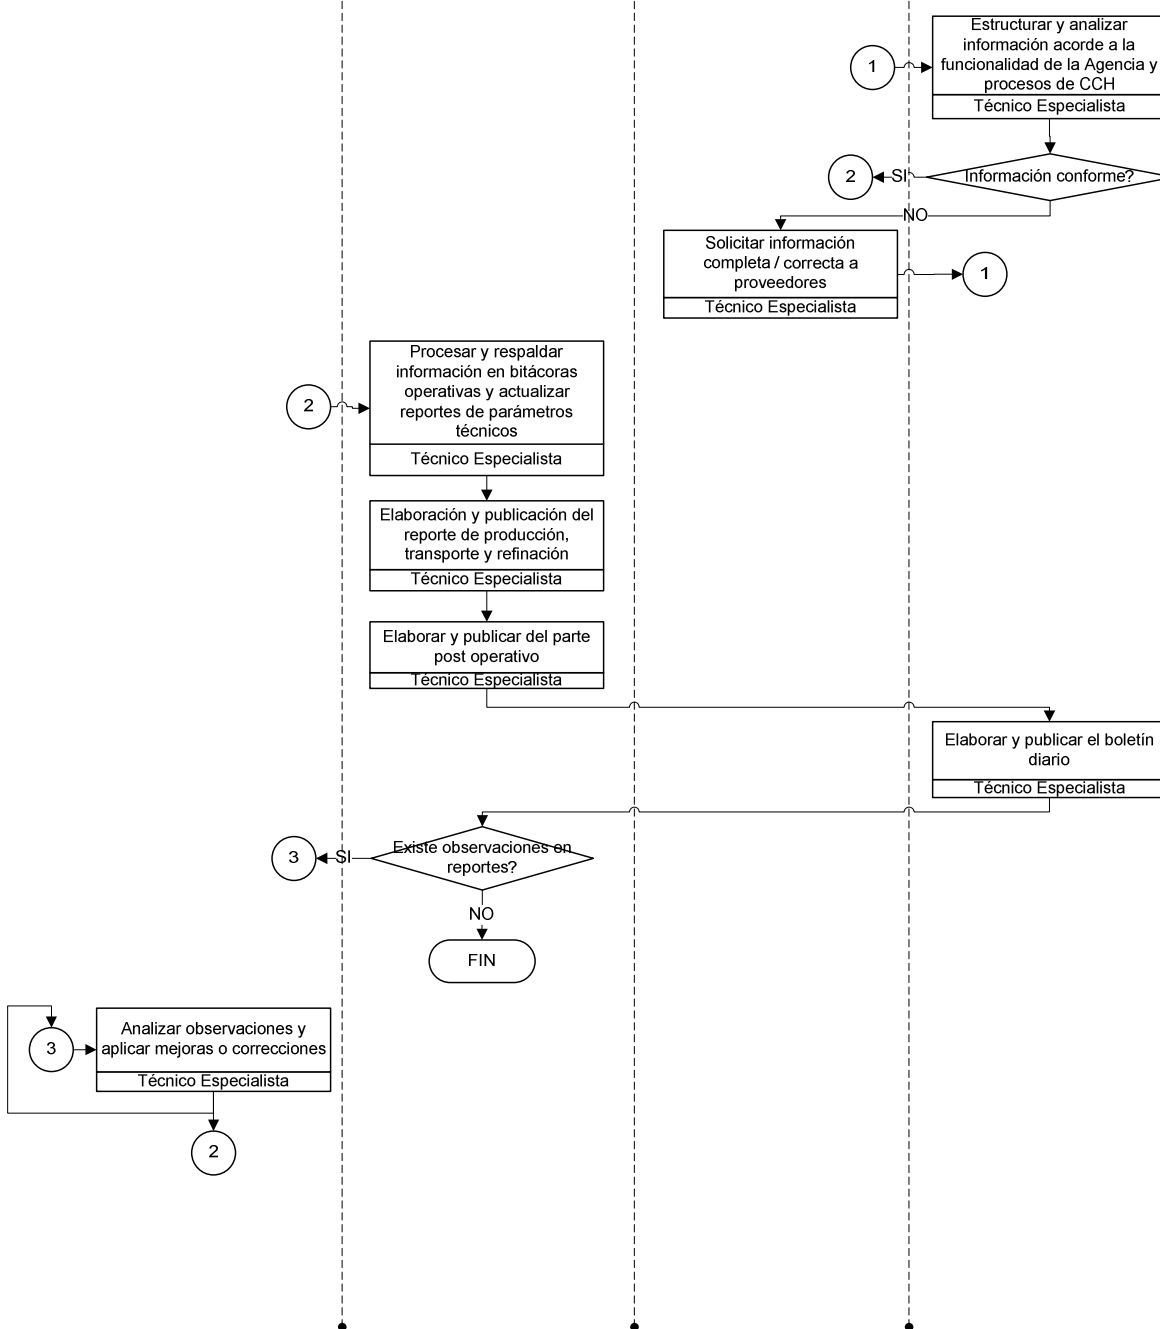 Estructurar y analizar
información acorde a la
funcionalidad de la Agencia y
procesos de CCH
Técnico Especialista
1
Información conforme?
SI
2
NO
Solicitar información
completa / correcta a
proveedores
Técnico Especialista
1
2
Procesar y respaldar
información en bitácoras
operativas y actualizar
reportes de parámetros
técnicos
Técnico Especialista
Elaboración y publicación del
reporte de producción,
transporte y refinación
Técnico Especialista
Elaborar y publicar del parte
post operativo
Técnico Especialista
Elaborar y publicar el boletín
diario
Técnico Especialista
Existe observaciones en
reportes?
SI
3
NO
FIN
3
Analizar observaciones y
aplicar mejoras o correcciones
Técnico Especialista
2